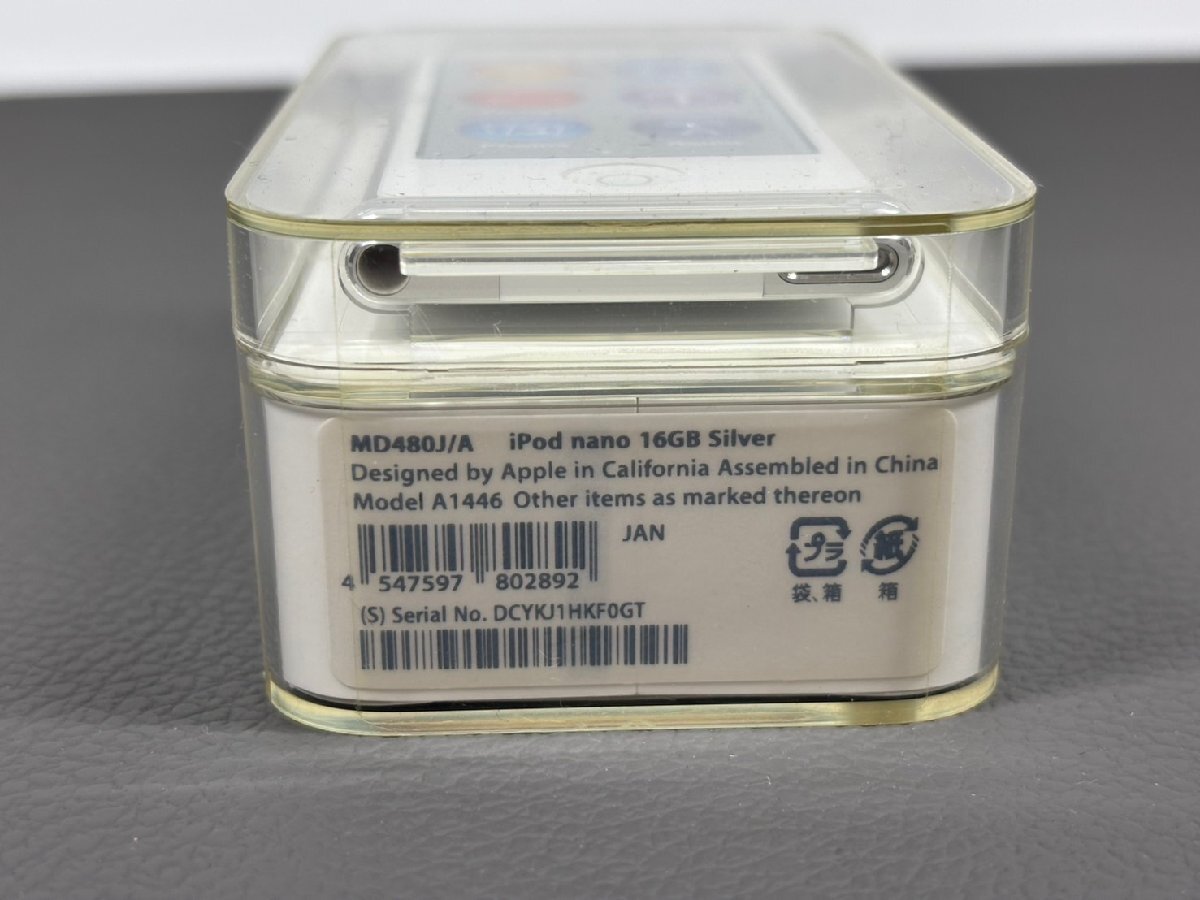 MD480J/A iPod nano 16GB Silver
Designed by Apple in California Assembled in China
Model A1446 Other items as marked thereon
JAN
4 547597 802892
プラ 紙
袋、箱 箱
(S) Serial No. DCYKJ1HKF0GT